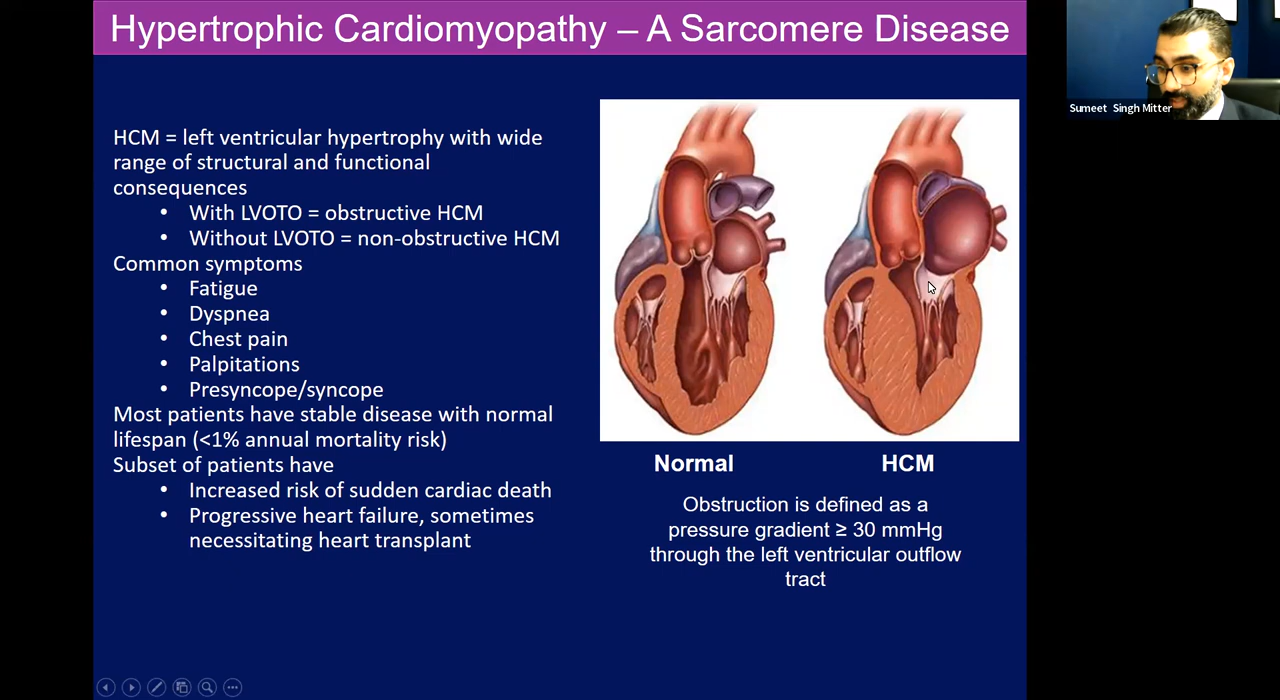 Hypertrophic Cardiomyopathy – A Sarcomere Disease
Sumeet Singh Mitter
HCM = left ventricular hypertrophy with wide
range of structural and functional
consequences
• With LVOTO = obstructive HCM
• Without LVOTO = non-obstructive HCM
Common symptoms
• Fatigue
• Dyspnea
• Chest pain
• Palpitations
• Presyncope/syncope
Most patients have stable disease with normal
lifespan (<1% annual mortality risk)
Subset of patients have
• Increased risk of sudden cardiac death
• Progressive heart failure, sometimes
necessitating heart transplant
Normal
HCM
Obstruction is defined as a
pressure gradient ≥ 30 mmHg
through the left ventricular outflow
tract